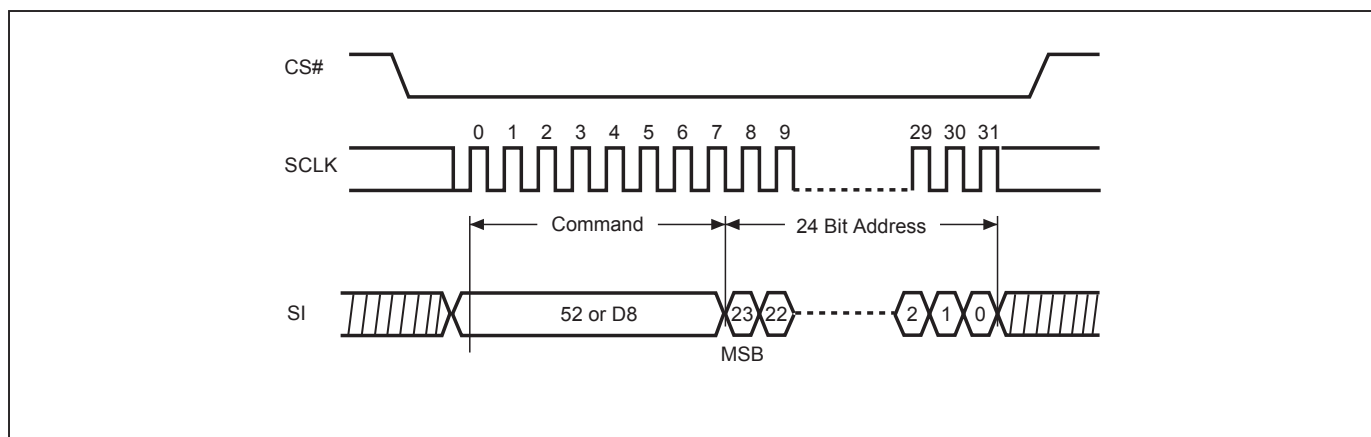 CS#
0 1 2 3 4 5 6 7 8 9 29 30 31
SCLK
Command 24 Bit Address
SI 52 or D8 23 22 2 1 0
MSB